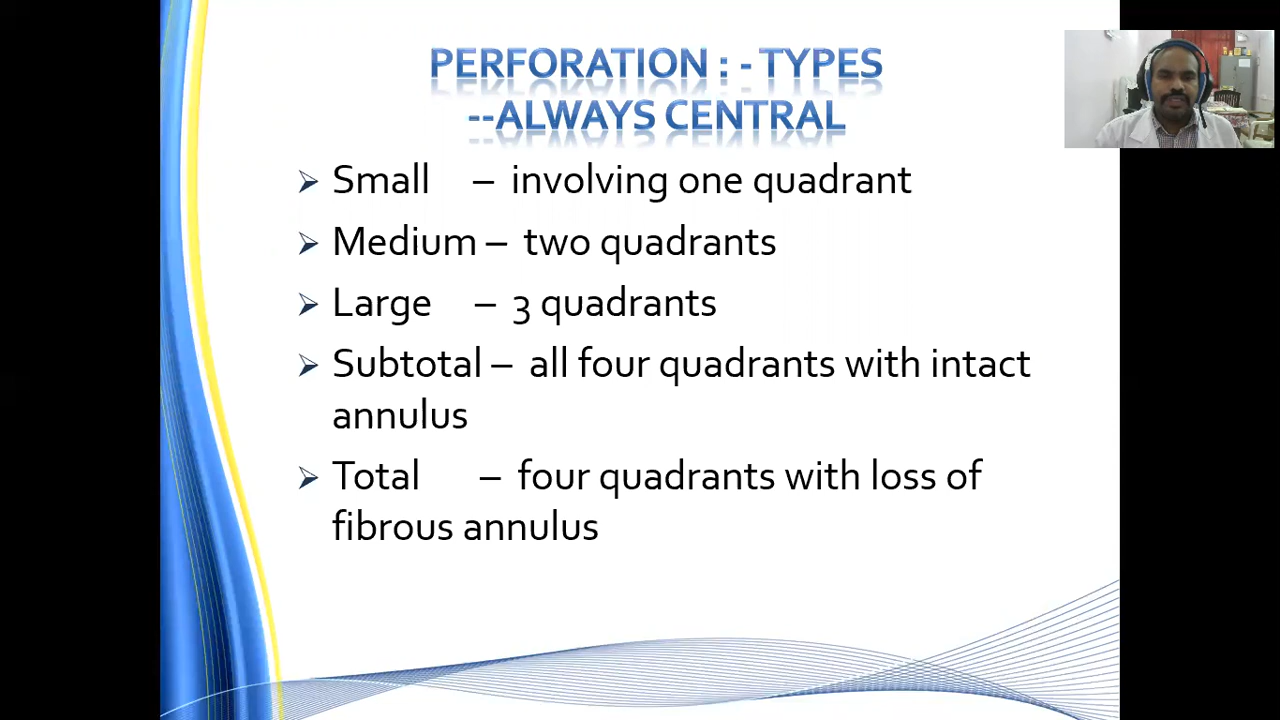 PERFORATION : - TYPES
--ALWAYS CENTRAL
➢ Small – involving one quadrant
➢ Medium – two quadrants
➢ Large – 3 quadrants
➢ Subtotal – all four quadrants with intact
annulus
➢ Total – four quadrants with loss of
fibrous annulus